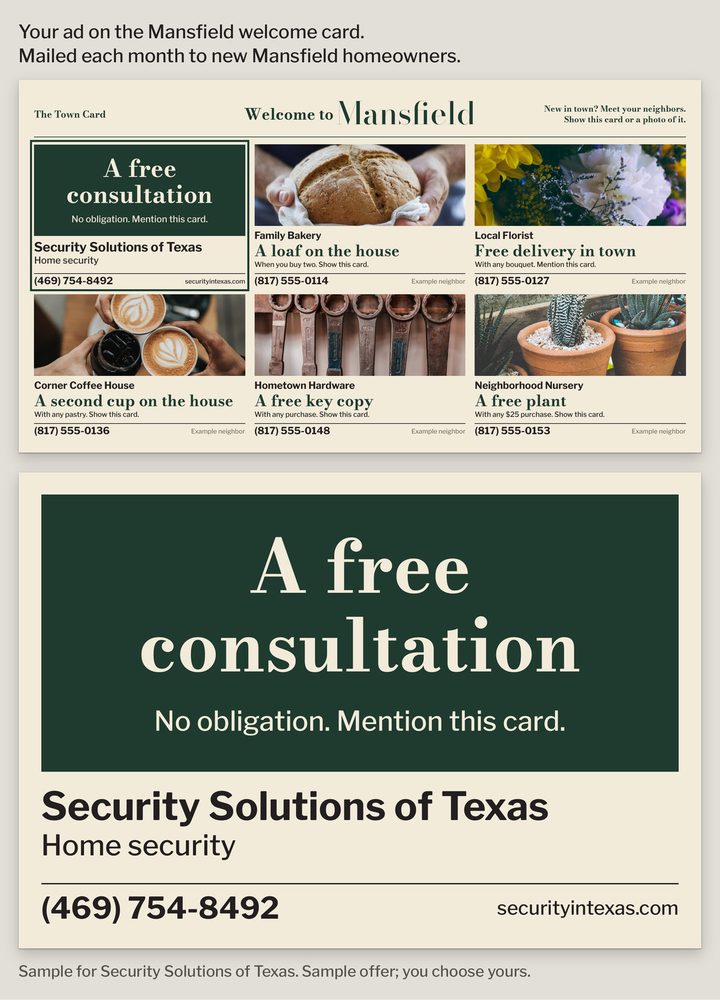 Your ad on the Mansfield welcome card.
Mailed each month to new Mansfield homeowners.
The Town Card
Welcome to Mansfield
New in town? Meet your neighbors.
Show this card or a photo of it.
A free
consultation
No obligation. Mention this card.
Security Solutions of Texas
Home security
(469) 754-8492
securityintexas.com
Family Bakery
A loaf on the house
When you buy two. Show this card.
(817) 555-0114
Example neighbor
Local Florist
Free delivery in town
With any bouquet. Mention this card.
(817) 555-0127
Example neighbor
Corner Coffee House
A second cup on the house
With any pastry. Show this card.
(817) 555-0136
Example neighbor
Hometown Hardware
A free key copy
With any purchase. Show this card.
(817) 555-0148
Example neighbor
Neighborhood Nursery
A free plant
With any $25 purchase. Show this card.
(817) 555-0153
Example neighbor
A free
consultation
No obligation. Mention this card.
Security Solutions of Texas
Home security
(469) 754-8492
securityintexas.com
Sample for Security Solutions of Texas. Sample offer; you choose yours.